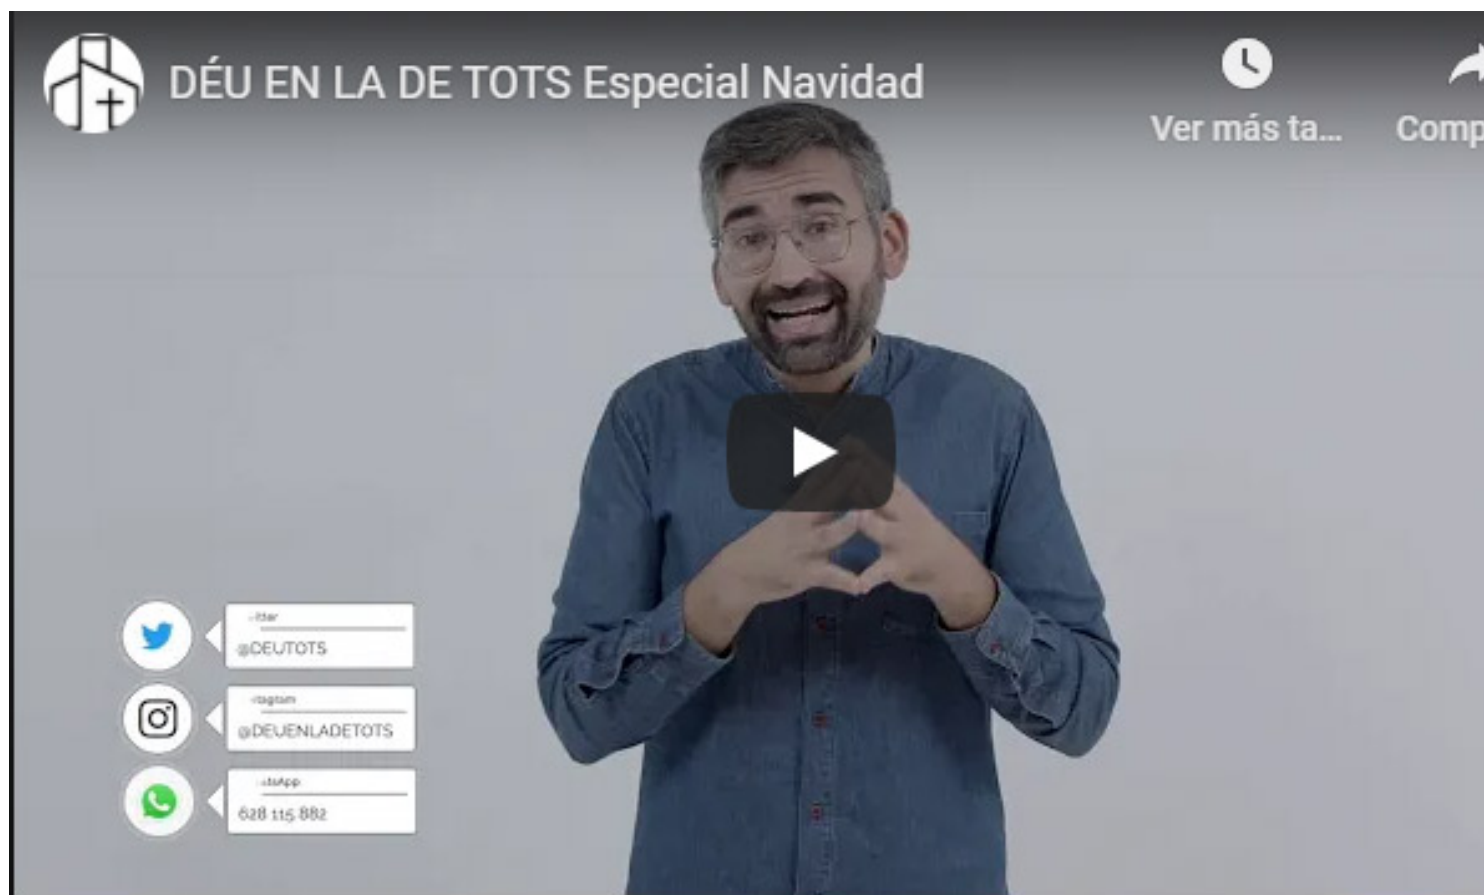 DÉU EN LA DE TOTS Especial Navidad
Ver más ta...
Comp
@DEUTOTS
@DEUENLADETOTS
628 115 882